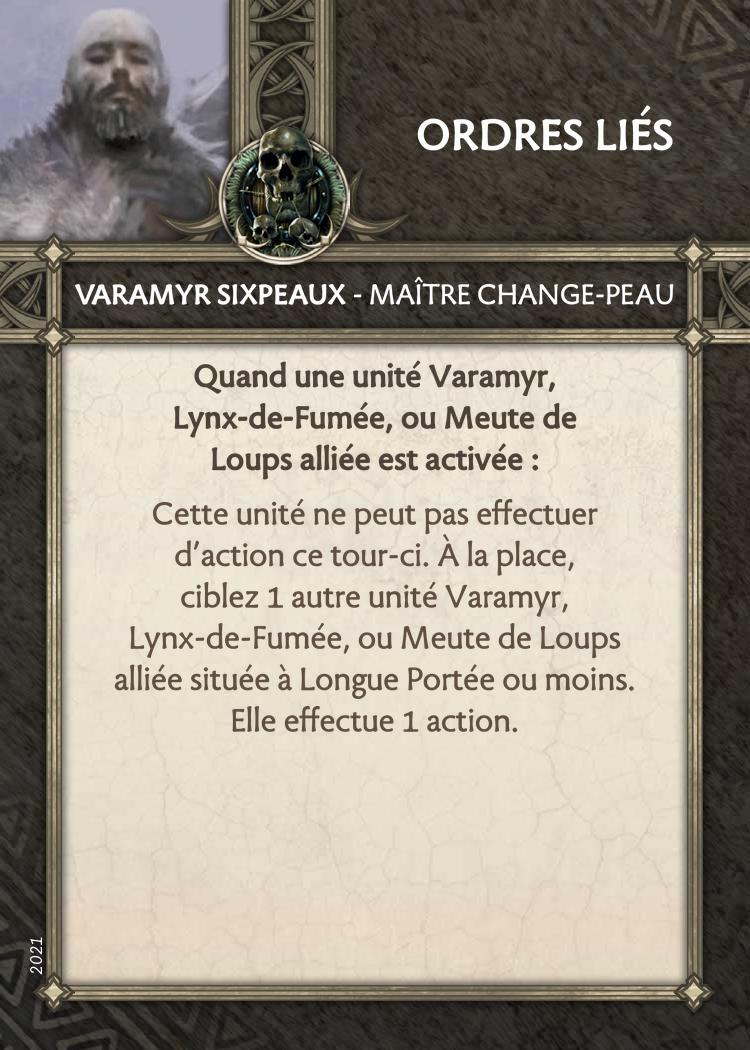 ORDRES LIÉS
VARAMYR SIXPEAUX - MAÎTRE CHANGE-PEAU
Quand une unité Varamyr,
Lynx-de-Fumée, ou Meute de
Loups alliée est activée :
Cette unité ne peut pas effectuer
d'action ce tour-ci. À la place,
ciblez 1 autre unité Varamyr,
Lynx-de-Fumée, ou Meute de Loups
alliée située à Longue Portée ou moins.
Elle effectue 1 action.
2021